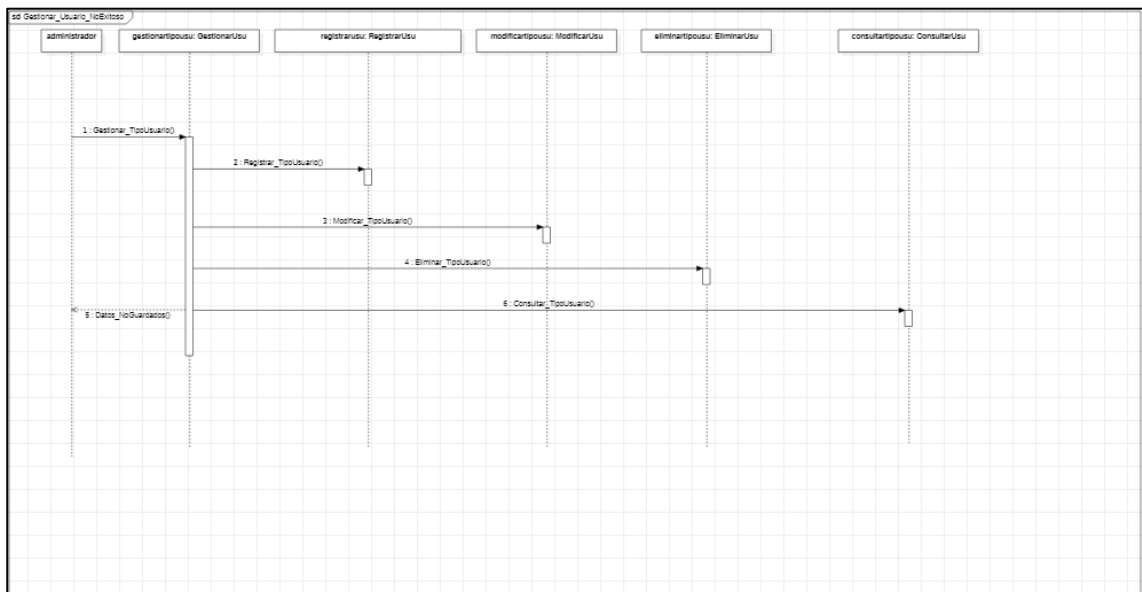 sd Gestionar_Usuario_NoExitoso
administrador
gestionartipousu: GestionarUsu
registrarusu: RegistrarUsu
modificartipousu: ModificarUsu
eliminartipousu: EliminarUsu
consultartipousu: ConsultarUsu
1 : Gestionar_TipoUsuario()
2 : Registrar_TipoUsuario()
3 : Modificar_TipoUsuario()
4 : Eliminar_TipoUsuario()
6 : Consultar_TipoUsuario()
5 : Datos_NoGuardados()